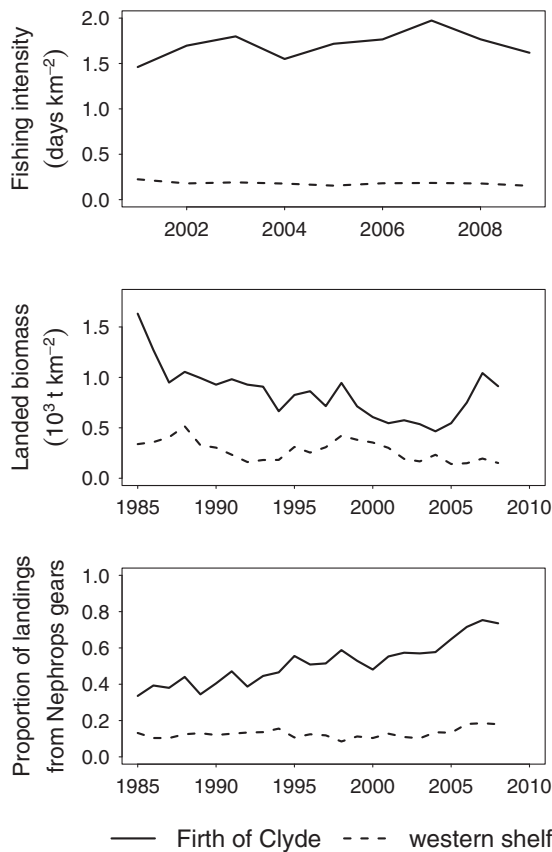 Fishing intensity
(days km⁻²)
2.0
1.5
1.0
0.5
0.0
2002 2004 2006 2008
Landed biomass
(10³ t km⁻²)
1.5
1.0
0.5
0.0
1985 1990 1995 2000 2005 2010
Proportion of landings
from Nephrops gears
1.0
0.8
0.6
0.4
0.2
0.0
1985 1990 1995 2000 2005 2010
Firth of Clyde western shelf